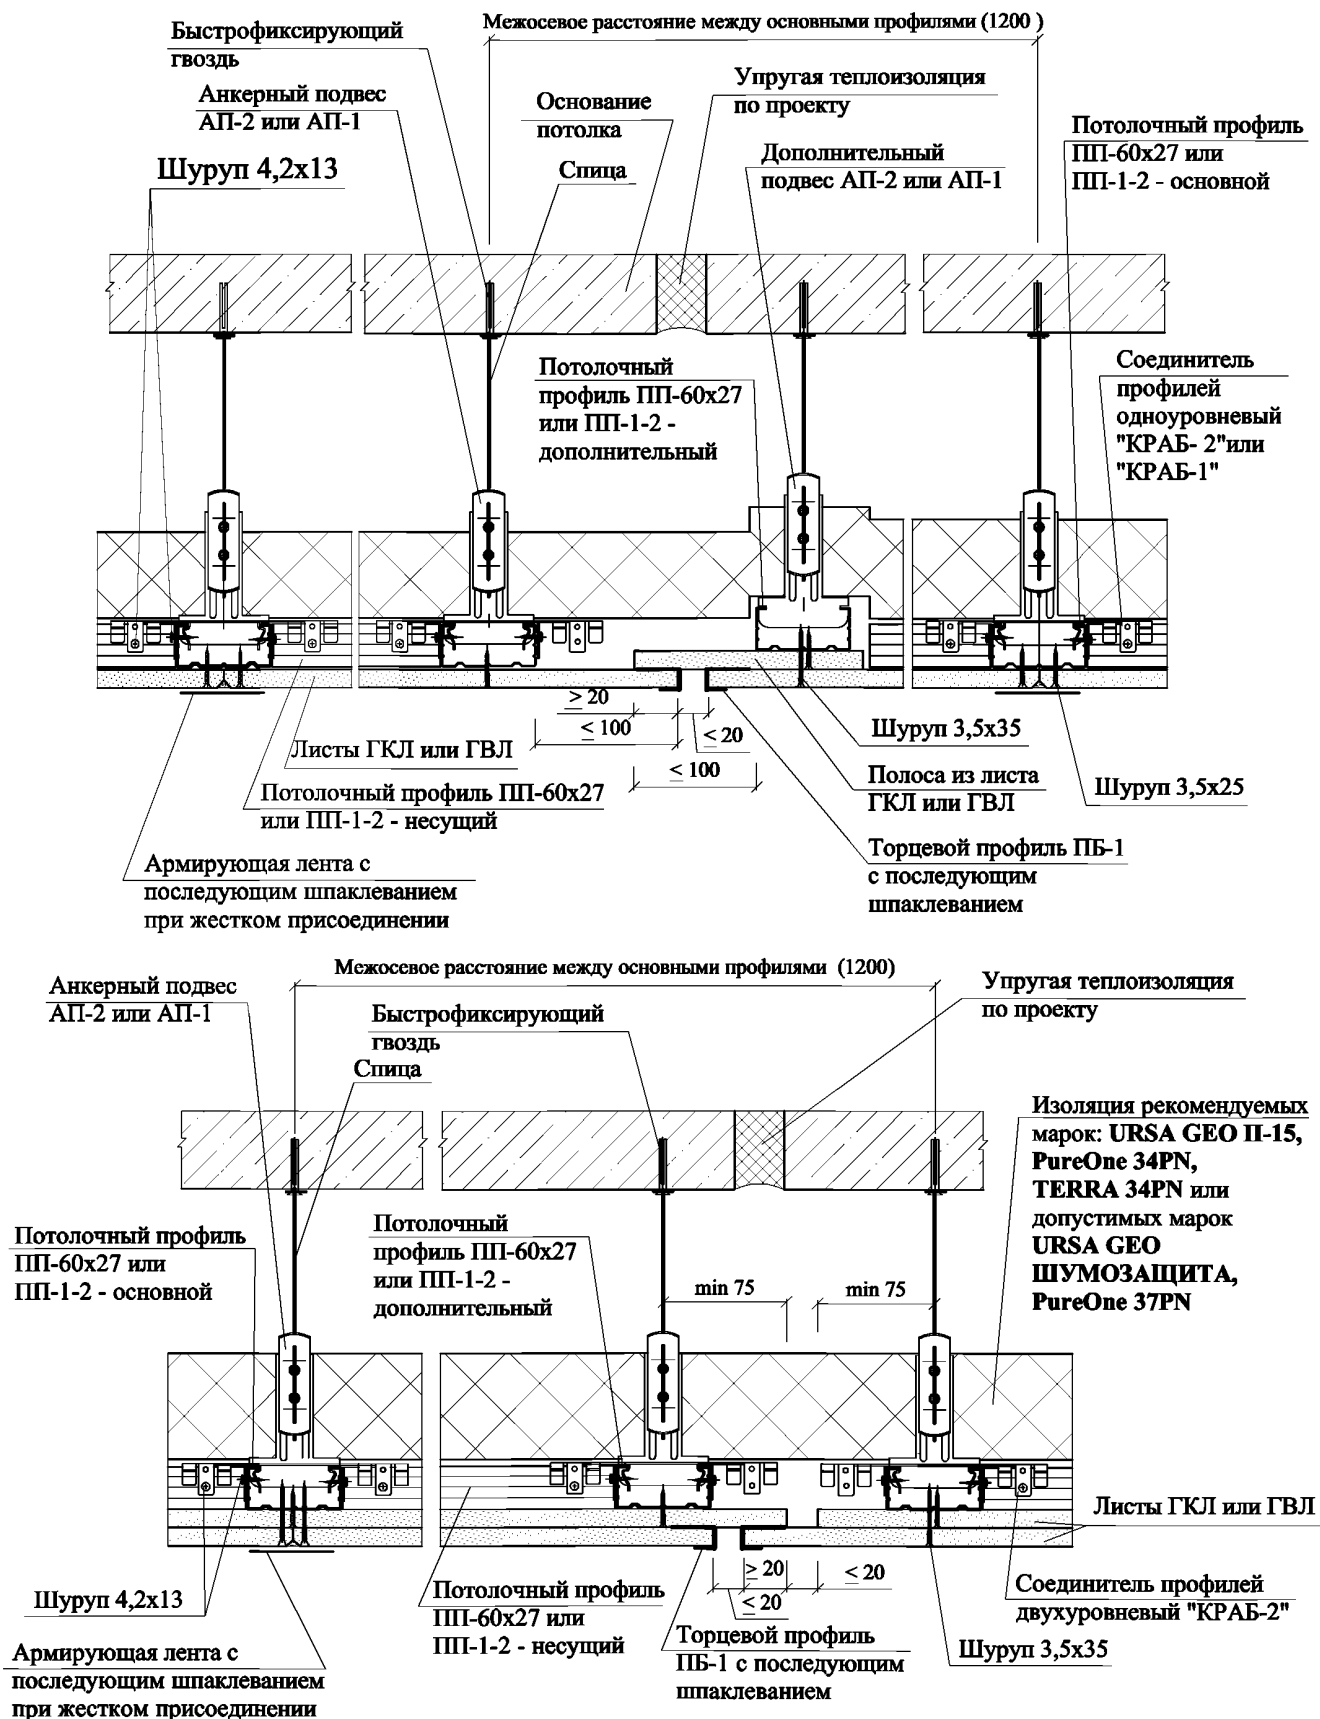 Межосевое расстояние между основными профилями (1200 )
Быстрофиксирующий
гвоздь
Анкерный подвес
АП-2 или АП-1
Шуруп 4,2х13
Основание
потолка
Спица
Упругая теплоизоляция
по проекту
Дополнительный
подвес АП-2 или АП-1
Потолочный профиль
ПП-60х27 или
ПП-1-2 - основной
Потолочный
профиль ПП-60х27
или ПП-1-2 -
дополнительный
Соединитель
профилей
одноуровневый
"КРАБ- 2"или
"КРАБ-1"
≥ 20
≤ 100
≤ 20
≤ 100
Листы ГКЛ или ГВЛ
Потолочный профиль ПП-60х27
или ПП-1-2 - несущий
Армирующая лента с
последующим шпаклеванием
при жестком присоединении
Шуруп 3,5х35
Полоса из листа
ГКЛ или ГВЛ
Шуруп 3,5х25
Торцевой профиль ПБ-1
с последующим
шпаклеванием
Межосевое расстояние между основными профилями (1200)
Анкерный подвес
АП-2 или АП-1
Быстрофиксирующий
гвоздь
Спица
Упругая теплоизоляция
по проекту
Изоляция рекомендуемых
марок: URSA GEO П-15,
PureOne 34PN,
TERRA 34PN или
допустимых марок
URSA GEO
ШУМОЗАЩИТА,
PureOne 37PN
Потолочный профиль
ПП-60х27 или
ПП-1-2 - основной
Потолочный
профиль ПП-60х27
или ПП-1-2 -
дополнительный
min 75
min 75
Листы ГКЛ или ГВЛ
≥ 20
≤ 20
≤ 20
Шуруп 4,2х13
Потолочный профиль
ПП-60х27 или
ПП-1-2 - несущий
Соединитель профилей
двухуровневый "КРАБ-2"
Торцевой профиль
ПБ-1 с последующим
шпаклеванием
Шуруп 3,5х35
Армирующая лента с
последующим шпаклеванием
при жестком присоединении